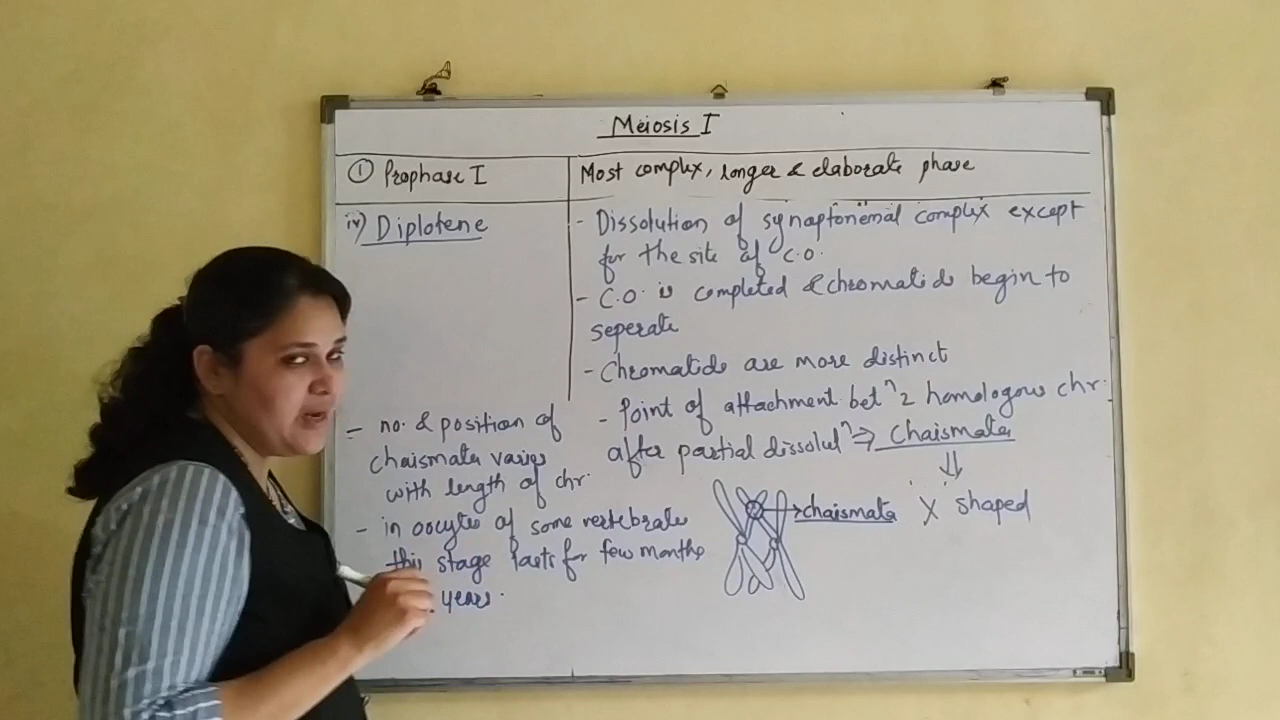 Meiosis I
① Prophase I
Most complex, longer & elaborate phase
iv) Diplotene
- Dissolution of synaptonemal complex except
for the site of C.O.
- C.O. is completed & chromatids begin to
seperate
- Chromatids are more distinct
- Point of attachment betⁿ 2 homologous chr.
after partial dissolutⁿ ⇒ Chaismata
⇓
'X' shaped
→ chaismata
- no. & position of
chaismata varies
with length of chr.
- in oocytes of some vertebrate
this stage lasts for few months
years.